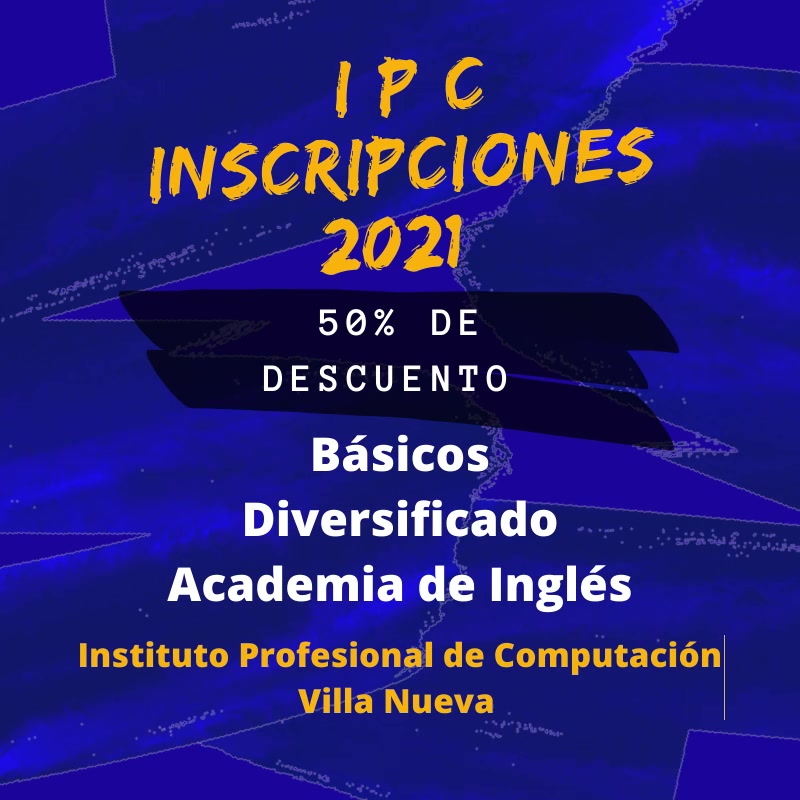 I P C
INSCRIPCIONES
2021
50% DE
DESCUENTO
Básicos
Diversificado
Academia de Inglés
Instituto Profesional de Computación
Villa Nueva